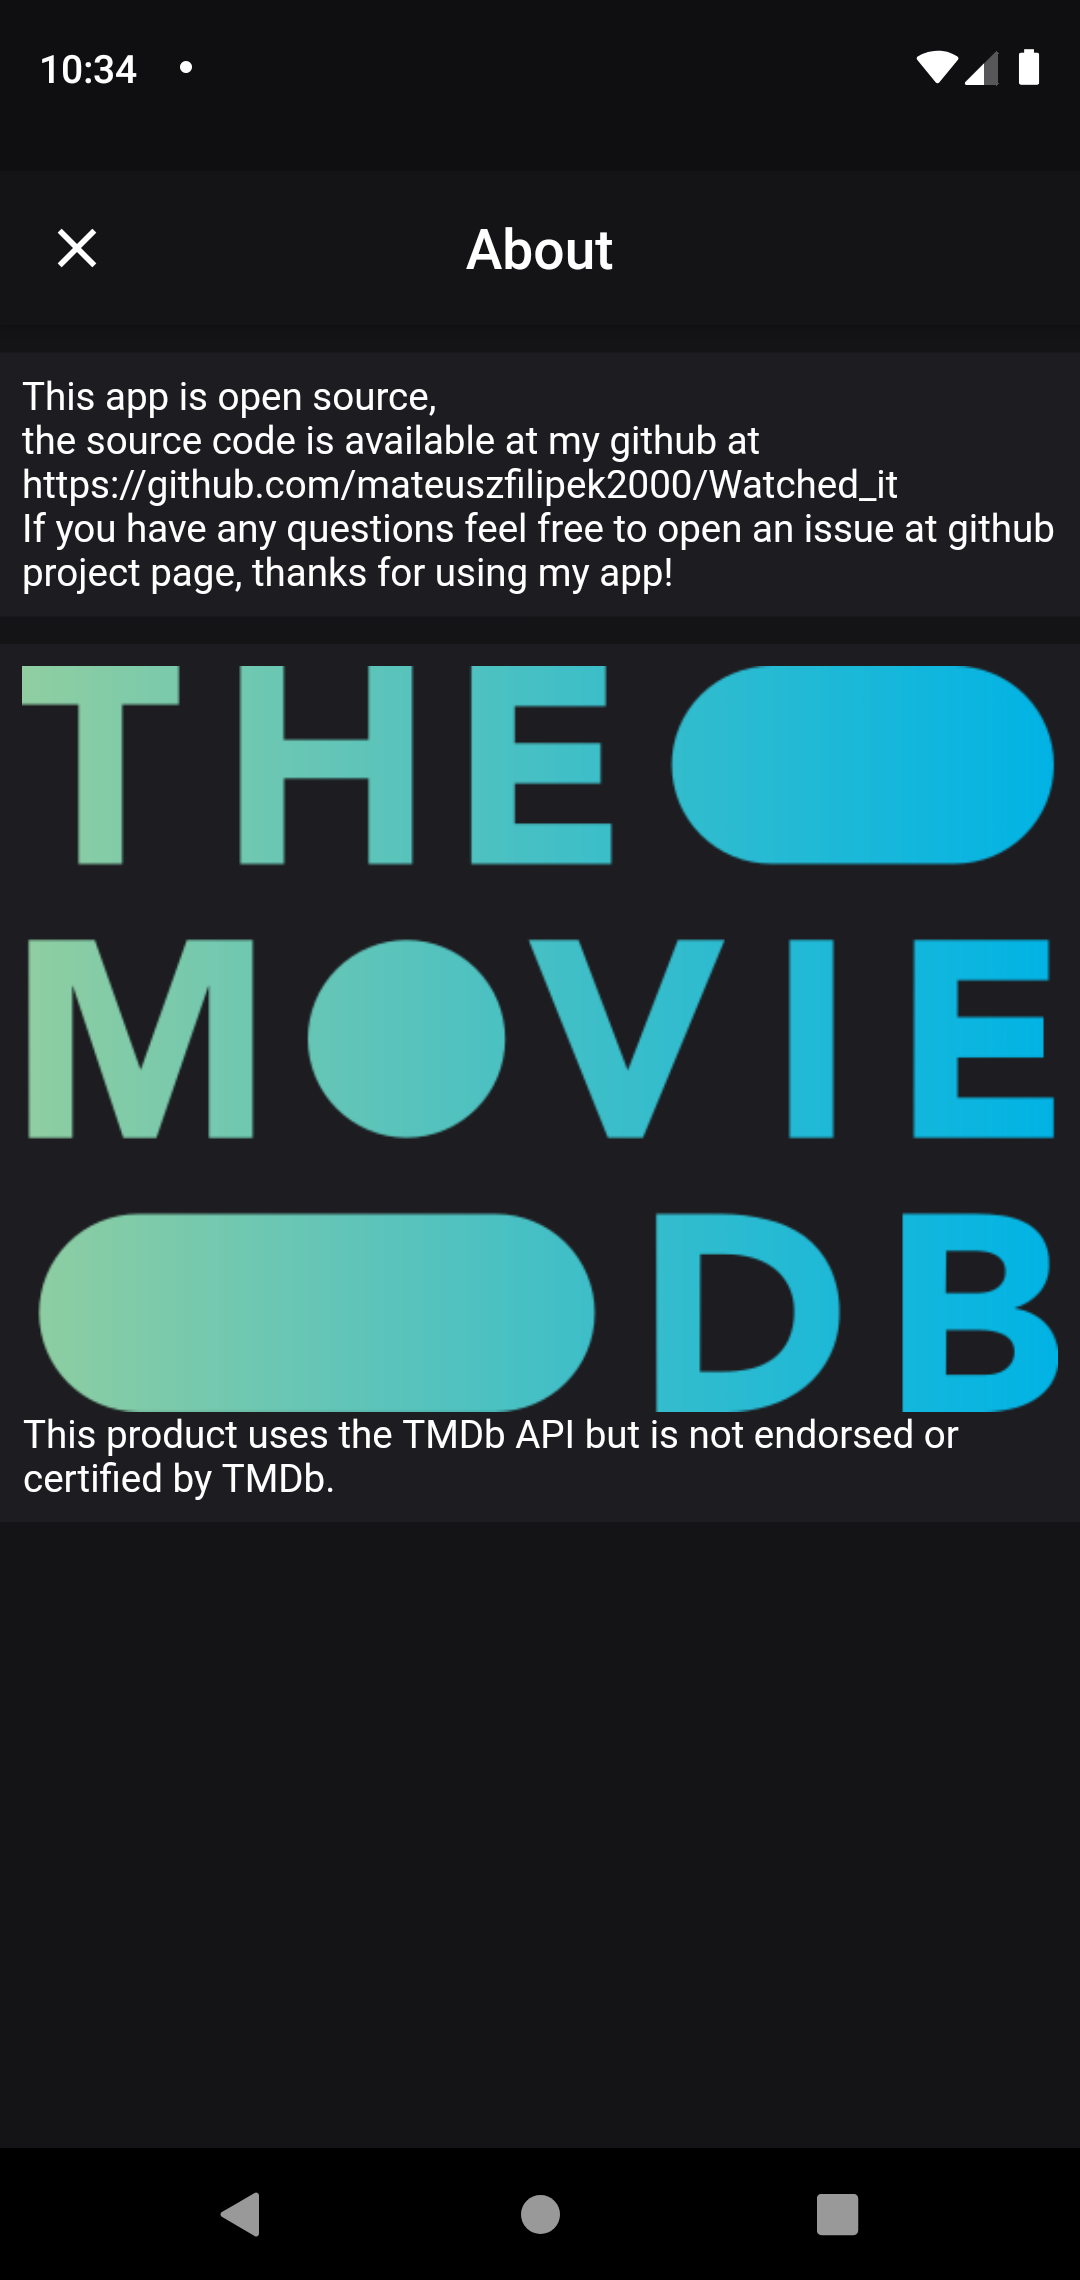 10:34
About
This app is open source,
the source code is available at my github at
https://github.com/mateuszfilipek2000/Watched_it
If you have any questions feel free to open an issue at github
project page, thanks for using my app!
THE
MOVIE
DB
This product uses the TMDb API but is not endorsed or
certified by TMDb.